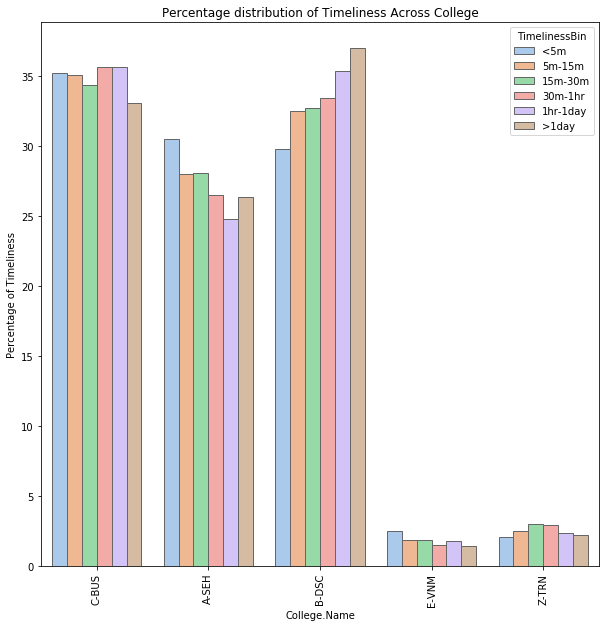 Percentage distribution of Timeliness Across College
TimelinessBin
<5m
5m-15m
15m-30m
30m-1hr
1hr-1day
>1day
Percentage of Timeliness
35
30
25
20
15
10
5
0
C-BUS
A-SEH
B-DSC
E-VNM
Z-TRN
College.Name